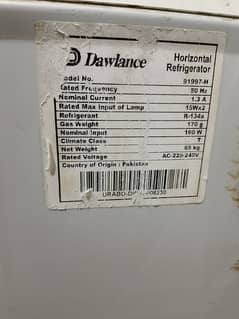 Dawlance
Horizontal
Refrigerator
odel No. 91997-H
Rated Frequency 50 Hz
Nominal Current 1.3 A
Rated Max Input of Lamp 15Wx2
Refrigerant R-134a
Gas Weight 170 g
Nominal Input 160 W
Climate Class T
Net Weight 65 kg
Rated Voltage AC-220-240V
Country of Origin : Pakistan